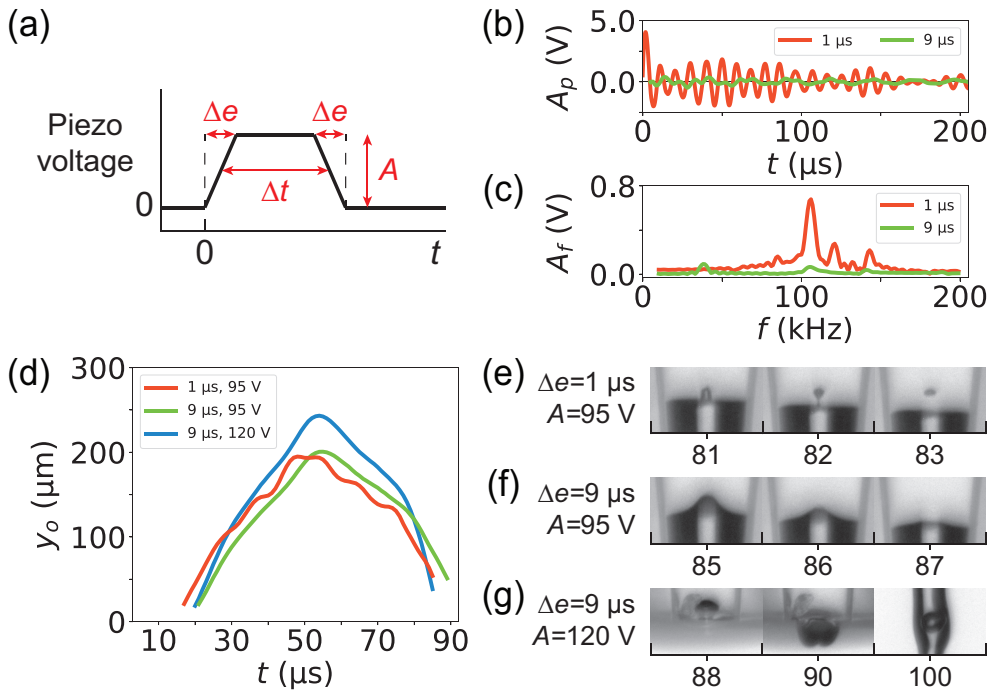 (a)
Piezo
voltage
Δe
Δe
A
Δt
0
0
t
(b)
A_p (V)
5.0
0.0
1 μs
9 μs
0
100
200
t (μs)
(c)
A_f (V)
0.8
0.0
1 μs
9 μs
0
100
200
f (kHz)
(d)
y_o (μm)
300
200
100
0
1 μs, 95 V
9 μs, 95 V
9 μs, 120 V
10
30
50
70
90
t (μs)
(e)
Δe=1 μs
A=95 V
81
82
83
(f)
Δe=9 μs
A=95 V
85
86
87
(g)
Δe=9 μs
A=120 V
88
90
100